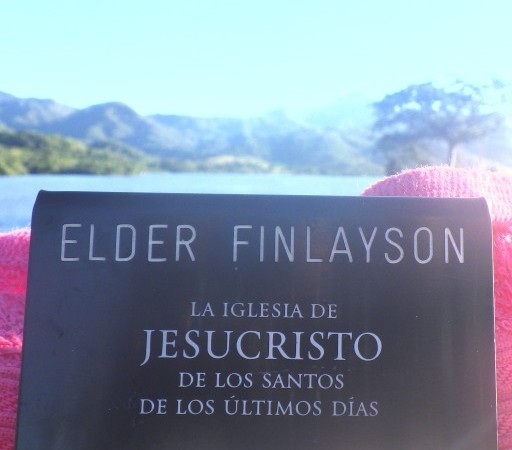 ELDER FINLAYSON
LA IGLESIA DE
JESUCRISTO
DE LOS SANTOS
DE LOS ÚLTIMOS DÍAS